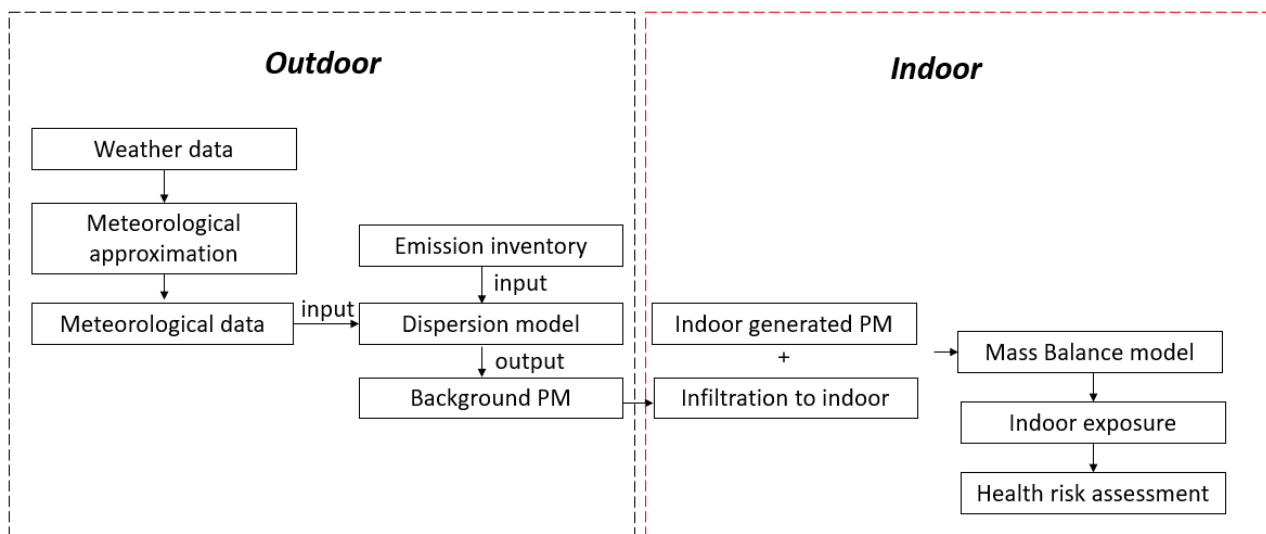 Outdoor
Weather data
Meteorological
approximation
Meteorological data
input
Emission inventory
input
Dispersion model
output
Background PM
Indoor
Indoor generated PM
+
Infiltration to indoor
Mass Balance model
Indoor exposure
Health risk assessment